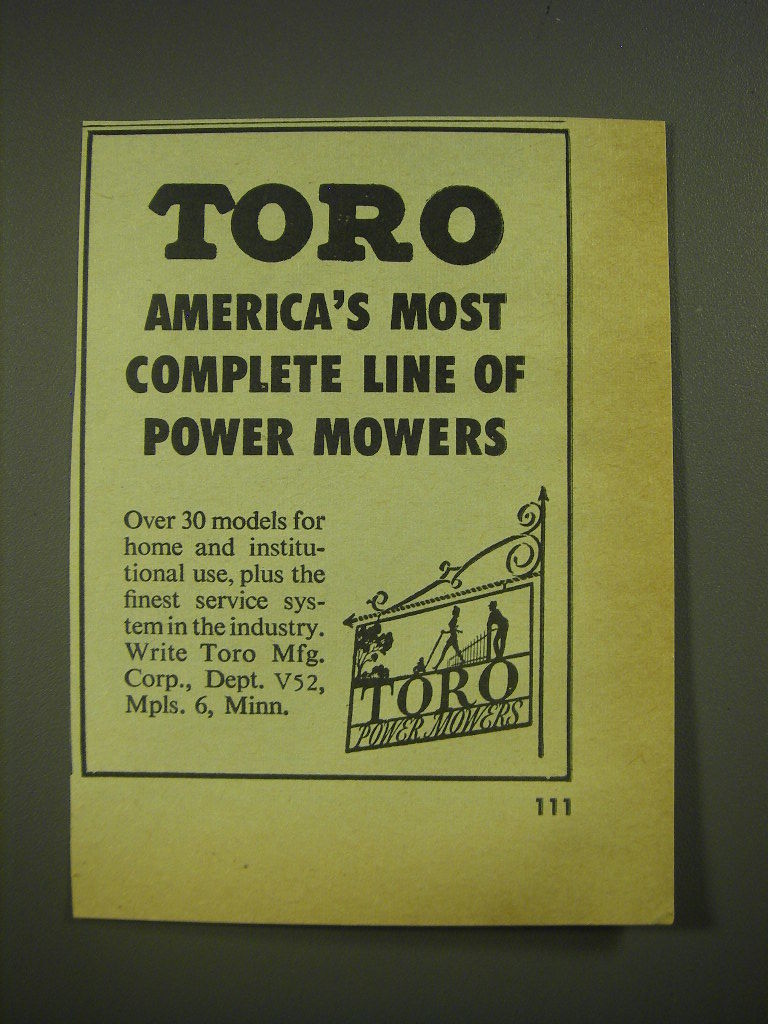 TORO
AMERICA'S MOST
COMPLETE LINE OF
POWER MOWERS
Over 30 models for
home and institu-
tional use, plus the
finest service sys-
tem in the industry.
Write Toro Mfg.
Corp., Dept. V52,
Mpls. 6, Minn.
TORO
POWER MOWERS
111